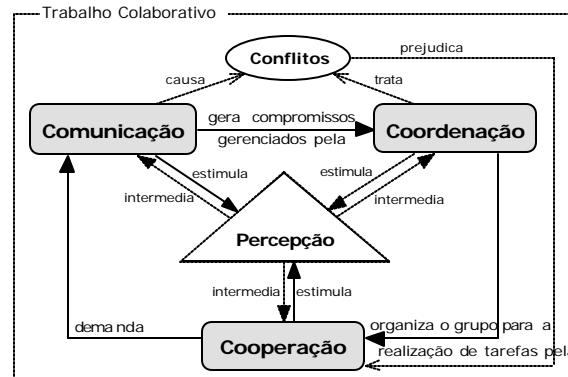 Trabalho Colaborativo
Conflitos
prejudica
causa
trata
Comunicação
gera compromissos
gerenciados pela
Coordenação
estimula
estimula
intermedia
intermedia
Percepção
intermedia
estimula
demanda
Cooperação
organiza o grupo para a
realização de tarefas pela